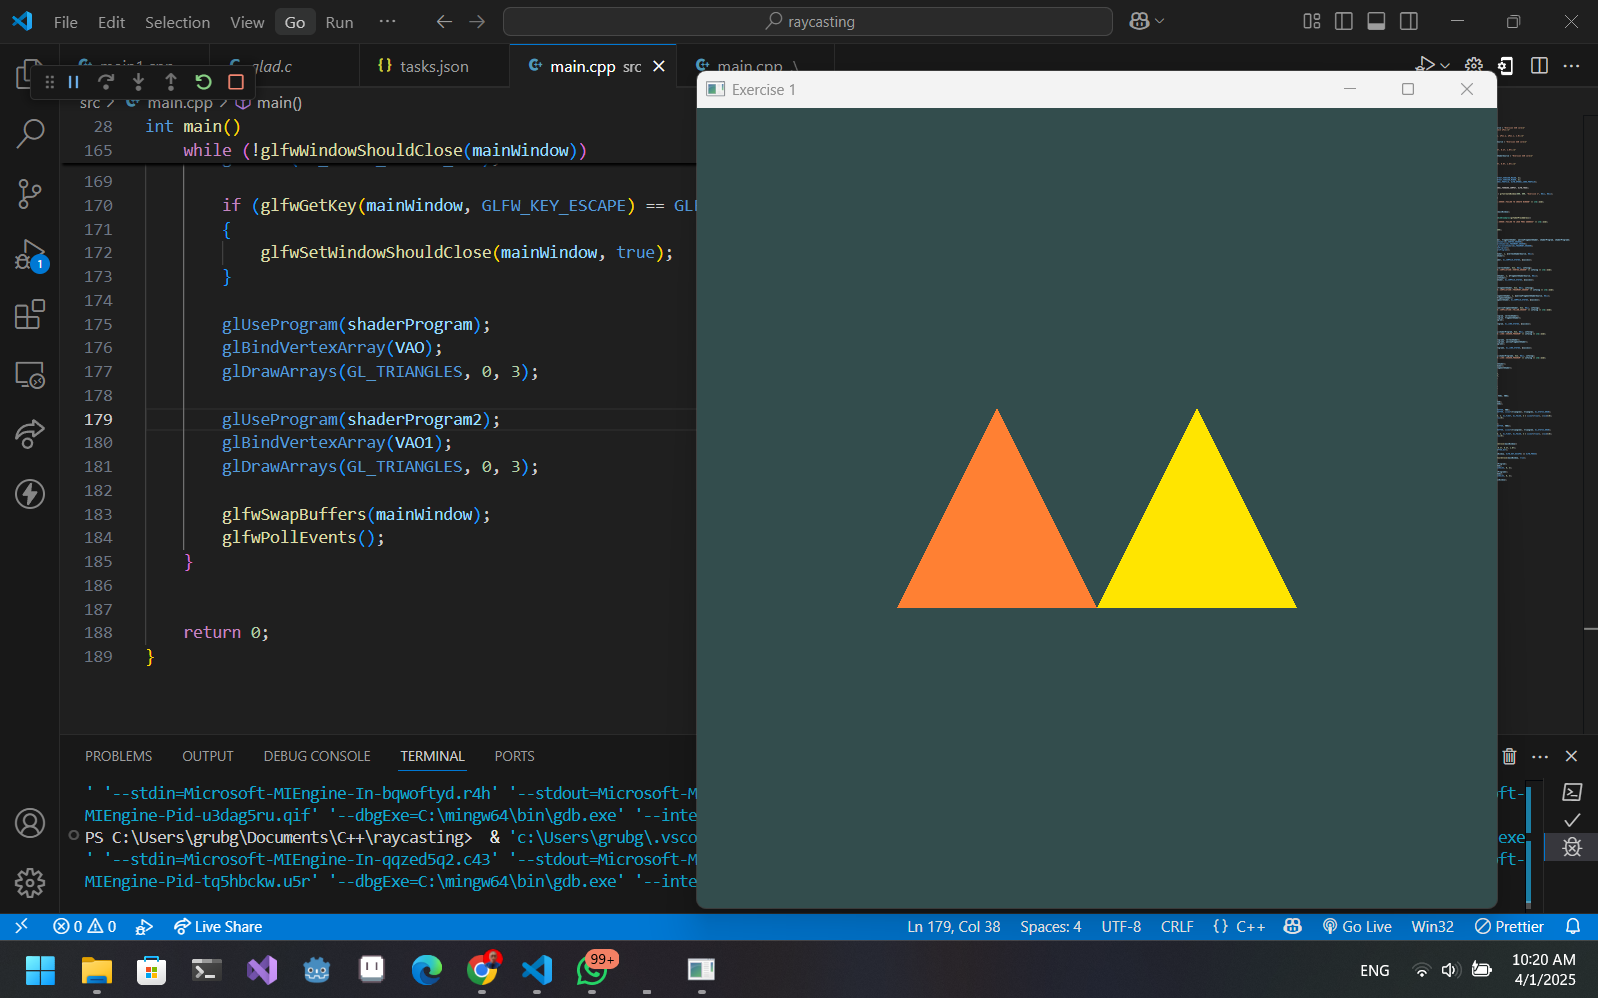 File Edit Selection View Go Run ···
raycasting
main1.cpp
glad.c
tasks.json
main.cpp src
main.cpp .\
src > main.cpp > main()
28 int main()
165 while (!glfwWindowShouldClose(mainWindow))
169
170 if (glfwGetKey(mainWindow, GLFW_KEY_ESCAPE) == GL
171 {
172 glfwSetWindowShouldClose(mainWindow, true);
173 }
174
175 glUseProgram(shaderProgram);
176 glBindVertexArray(VAO);
177 glDrawArrays(GL_TRIANGLES, 0, 3);
178
179 glUseProgram(shaderProgram2);
180 glBindVertexArray(VAO1);
181 glDrawArrays(GL_TRIANGLES, 0, 3);
182
183 glfwSwapBuffers(mainWindow);
184 glfwPollEvents();
185 }
186
187
188 return 0;
189 }
Exercise 1
1
PROBLEMS OUTPUT DEBUG CONSOLE TERMINAL PORTS
' '--stdin=Microsoft-MIEngine-In-bqwoftyd.r4h' '--stdout=Microsoft-M
ft-
MIEngine-Pid-u3dag5ru.qif' '--dbgExe=C:\mingw64\bin\gdb.exe' '--inte
PS C:\Users\grubg\Documents\C++\raycasting> & 'c:\Users\grubg\.vsco
exe
' '--stdin=Microsoft-MIEngine-In-qqzed5q2.c43' '--stdout=Microsoft-M
ft-
MIEngine-Pid-tq5hbckw.u5r' '--dbgExe=C:\mingw64\bin\gdb.exe' '--inte
0 0 Live Share Ln 179, Col 38 Spaces: 4 UTF-8 CRLF {} C++ Go Live Win32 Prettier
99+
ENG
10:20 AM
4/1/2025